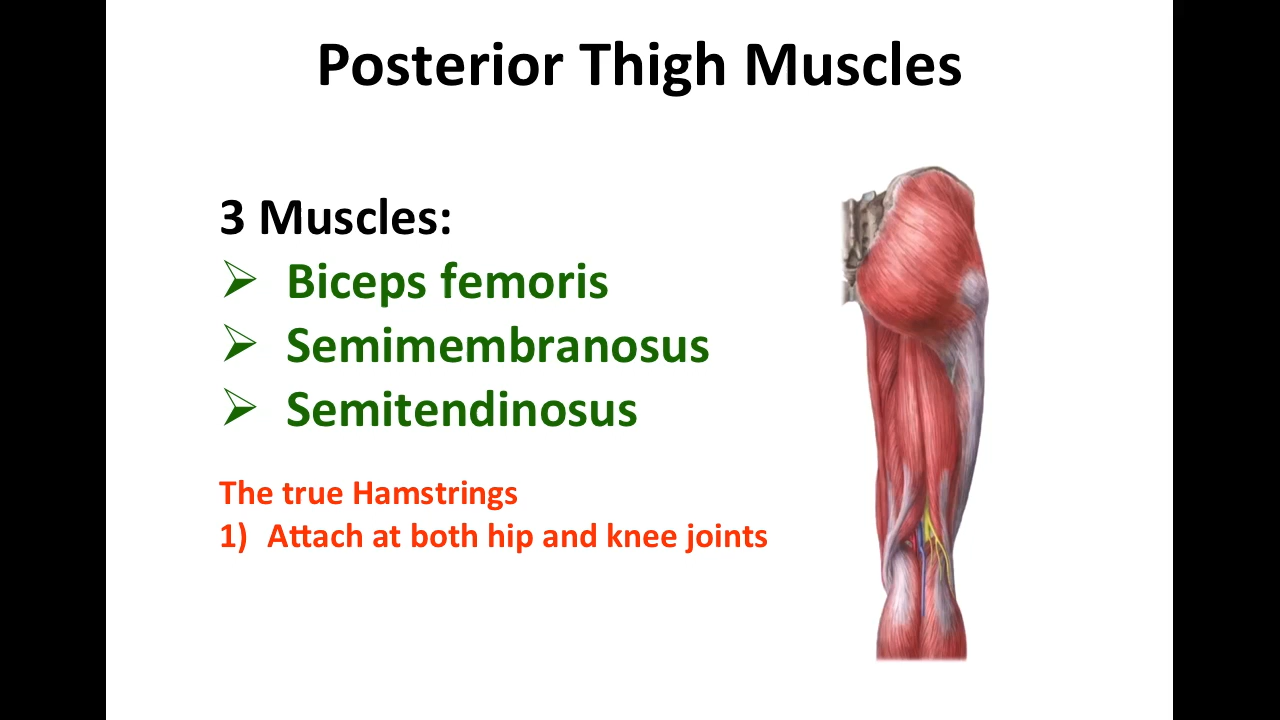 Posterior Thigh Muscles
3 Muscles:
➢ Biceps femoris
➢ Semimembranosus
➢ Semitendinosus
The true Hamstrings
1) Attach at both hip and knee joints